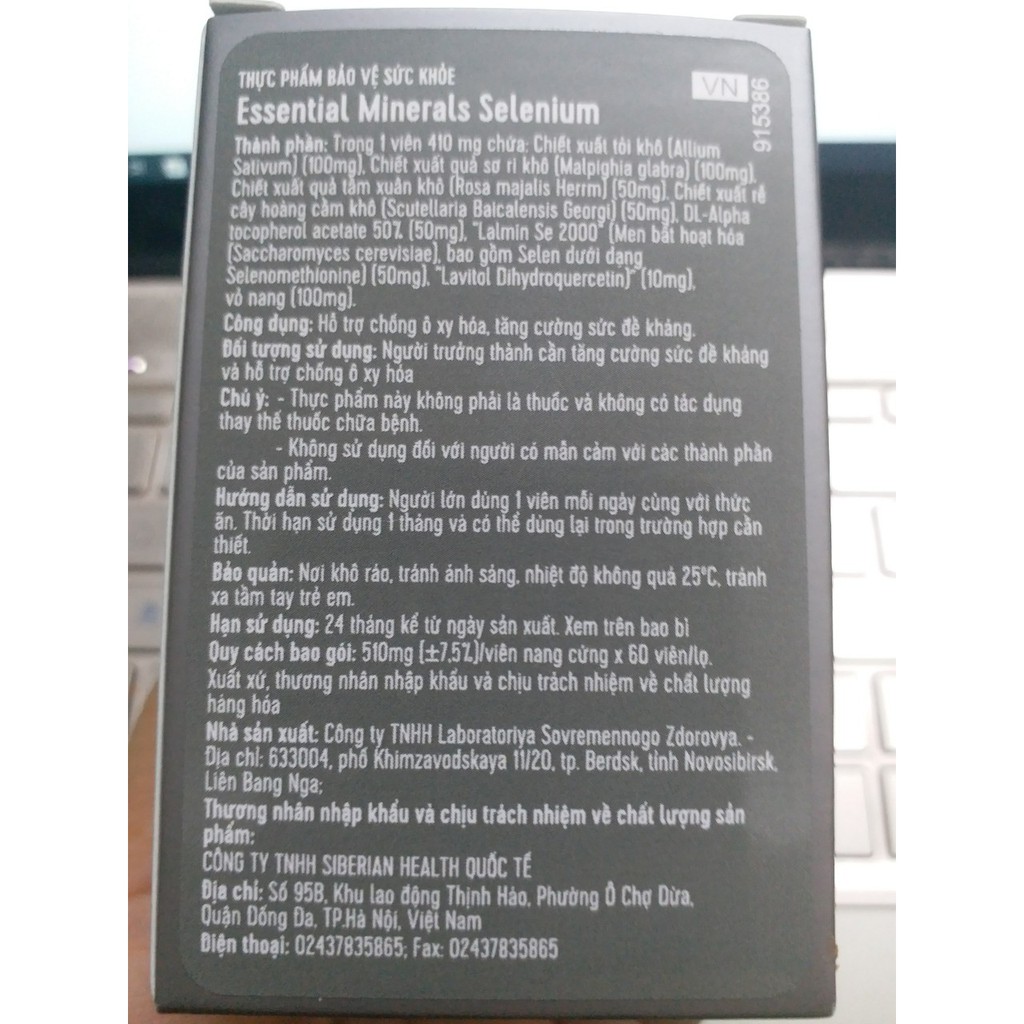 THỰC PHẨM BẢO VỆ SỨC KHỎE
VN
915386
Essential Minerals Selenium
Thành phần: Trong 1 viên 410 mg chứa: Chiết xuất tỏi khô (Allium
Sativum) (100mg), Chiết xuất quả sơ ri khô (Malpighia glabra) (100mg),
Chiết xuất quả tầm xuân khô (Rosa majalis Herrm) (50mg), Chiết xuất rễ
cây hoàng cầm khô (Scutellaria Baicalensis Georgi) (50mg), DL-Alpha
tocopherol acetate 50% (50mg), "Lalmin Se 2000" (Men bất hoạt hóa
(Saccharomyces cerevisiae), bao gồm Selen dưới dạng
Selenomethionine) (50mg), "Lavitol Dihydroquercetin)" (10mg),
vỏ nang (100mg).
Công dụng: Hỗ trợ chống ô xy hóa, tăng cường sức đề kháng.
Đối tượng sử dụng: Người trưởng thành cần tăng cường sức đề kháng
và hỗ trợ chống ô xy hóa
Chú ý: - Thực phẩm này không phải là thuốc và không có tác dụng
thay thế thuốc chữa bệnh.
- Không sử dụng đối với người có mẫn cảm với các thành phần
của sản phẩm.
Hướng dẫn sử dụng: Người lớn dùng 1 viên mỗi ngày cùng với thức
ăn. Thời hạn sử dụng 1 tháng và có thể dùng lại trong trường hợp cần
thiết.
Bảo quản: Nơi khô ráo, tránh ánh sáng, nhiệt độ không quá 25°C, tránh
xa tầm tay trẻ em.
Hạn sử dụng: 24 tháng kể từ ngày sản xuất. Xem trên bao bì
Quy cách bao gói: 510mg (±7,5%)/viên nang cứng x 60 viên/lọ.
Xuất xứ, thương nhân nhập khẩu và chịu trách nhiệm về chất lượng
hàng hóa
Nhà sản xuất: Công ty TNHH Laboratoriya Sovremennogo Zdorovya. -
Địa chỉ: 633004, phố Khimzavodskaya 11/20, tp. Berdsk, tỉnh Novosibirsk,
Liên Bang Nga;
Thương nhân nhập khẩu và chịu trách nhiệm về chất lượng sản
phẩm:
CÔNG TY TNHH SIBERIAN HEALTH QUỐC TẾ
Địa chỉ: Số 95B, Khu lao động Thịnh Hào, Phường Ô Chợ Dừa,
Quận Đống Đa, TP.Hà Nội, Việt Nam
Điện thoại: 02437835865; Fax: 02437835865